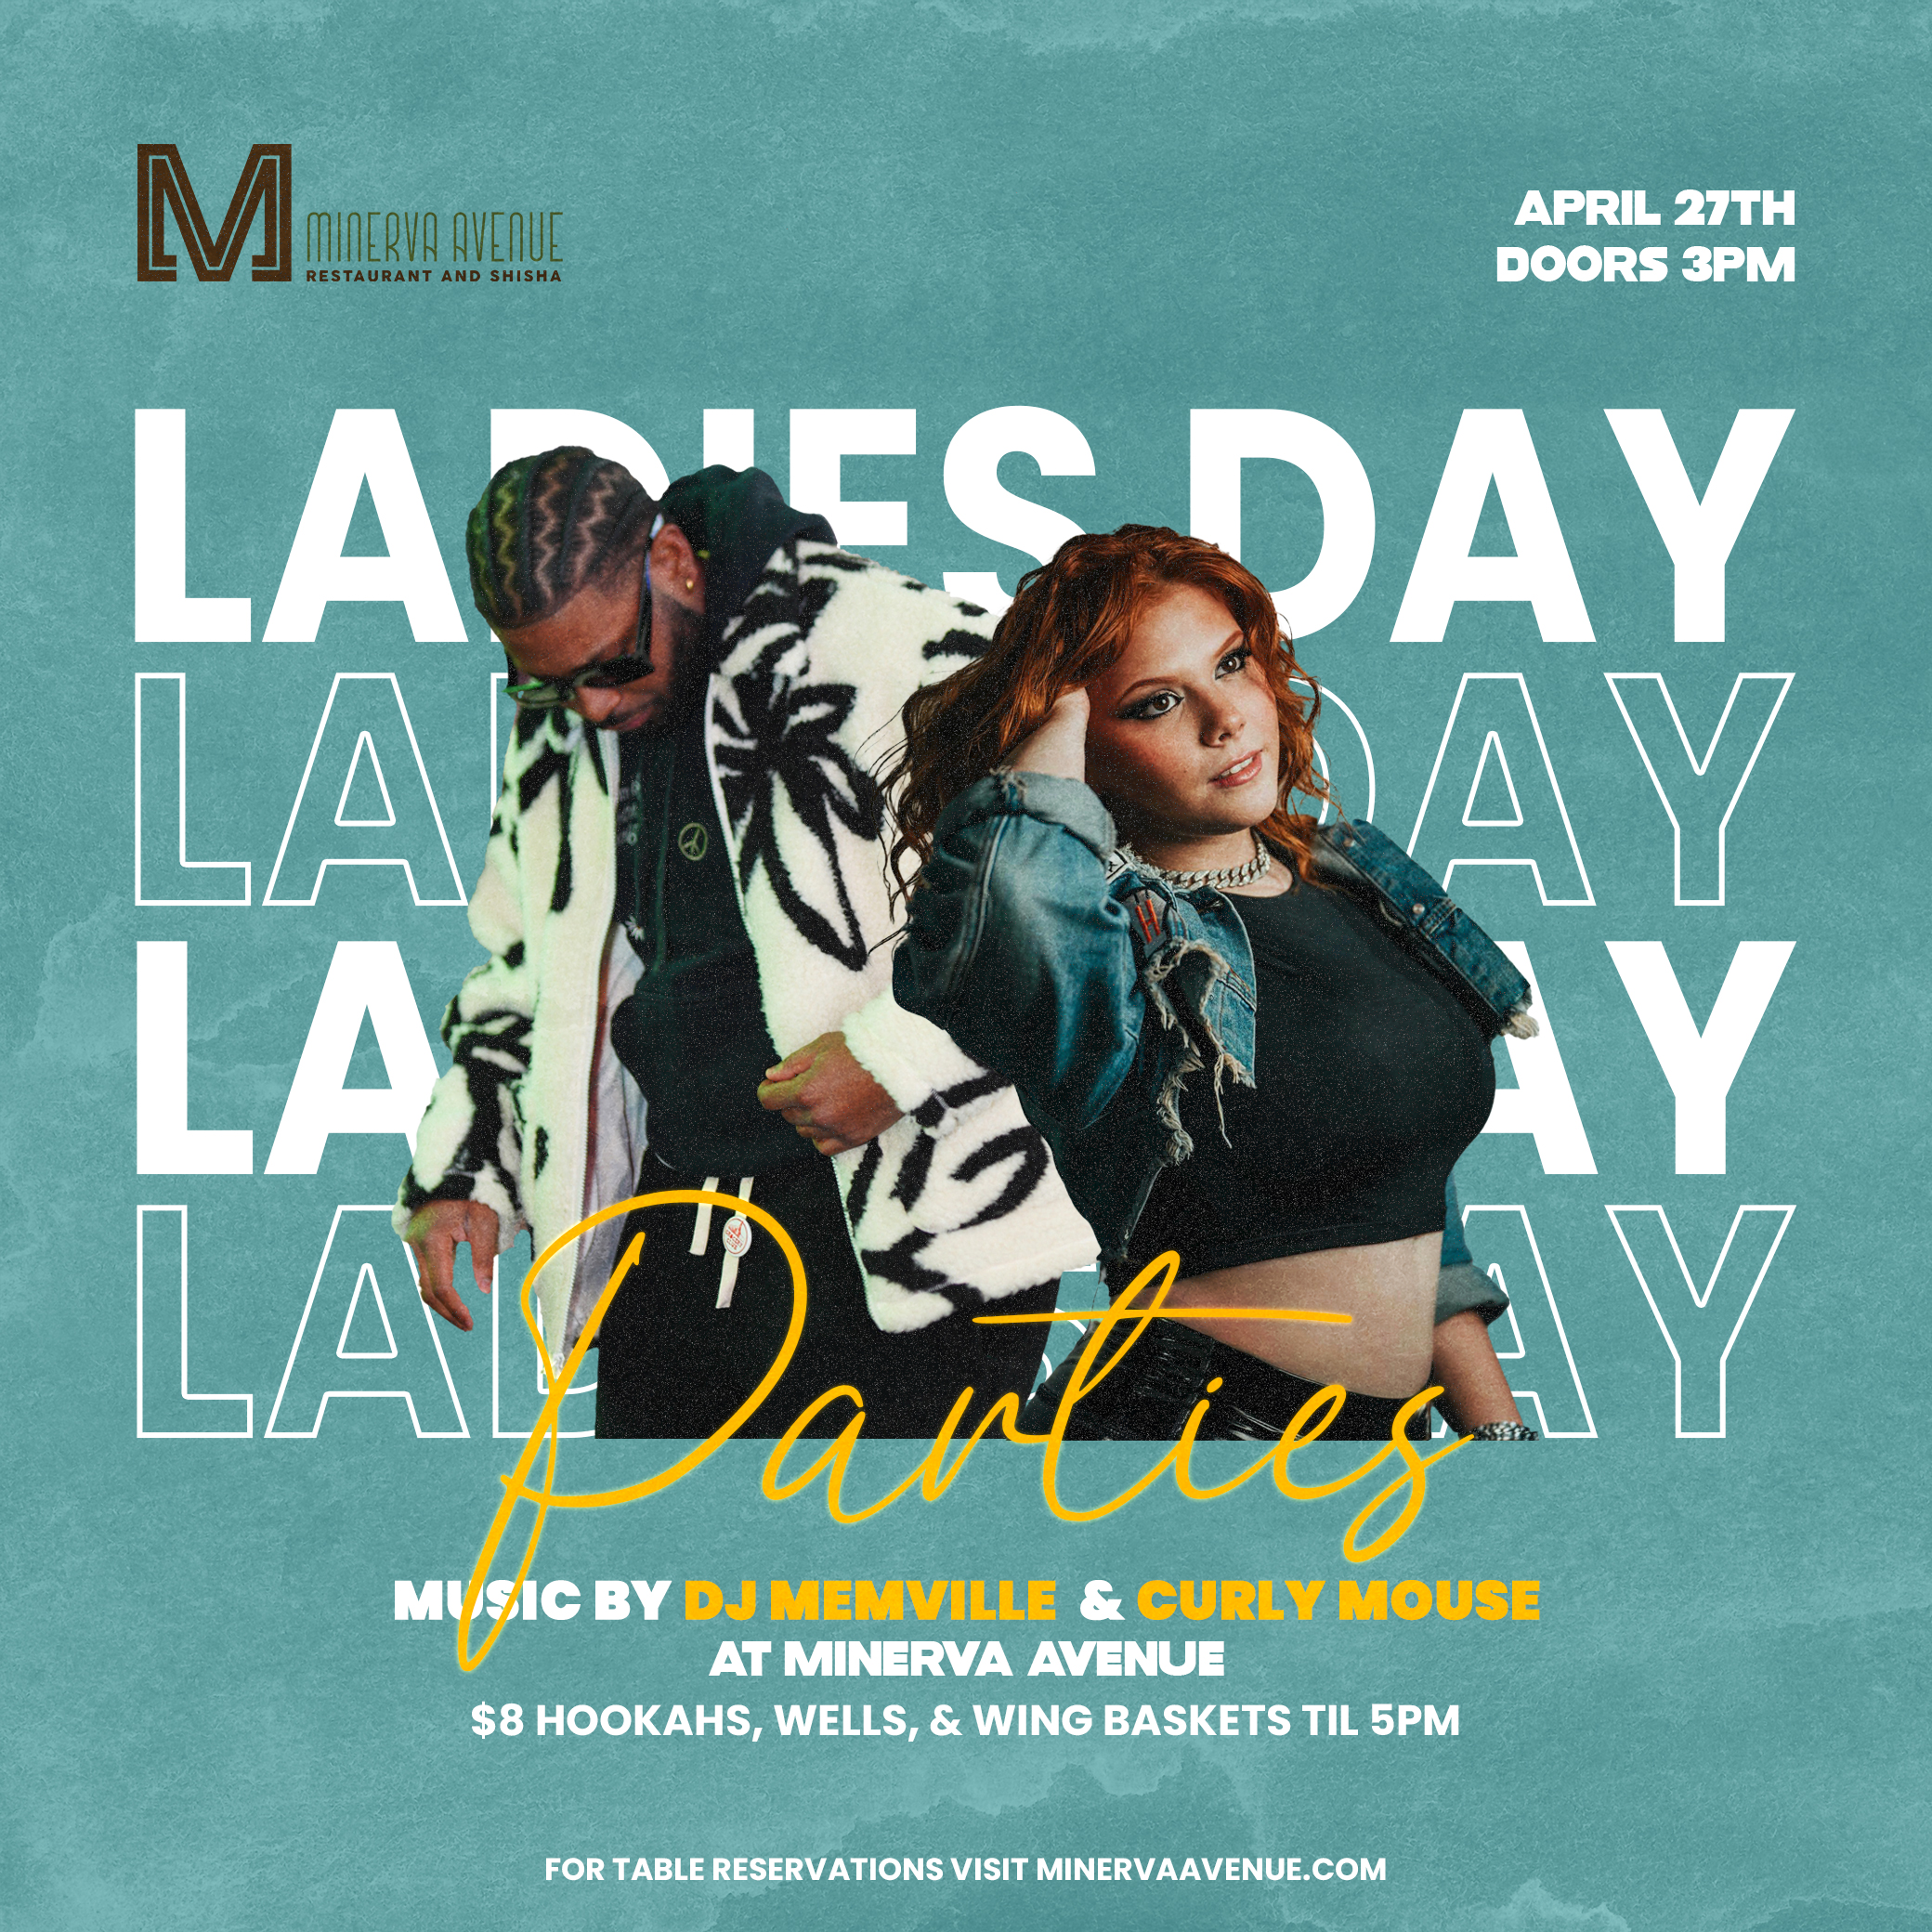 M
MINERVA AVENUE
RESTAURANT AND SHISHA
APRIL 27TH
DOORS 3PM
LADIES DAY
LADIES DAY
LADIES DAY
LADIES DAY
Parties
MUSIC BY DJ MEMVILLE & CURLY MOUSE
AT MINERVA AVENUE
$8 HOOKAHS, WELLS, & WING BASKETS TIL 5PM
FOR TABLE RESERVATIONS VISIT MINERVAAVENUE.COM